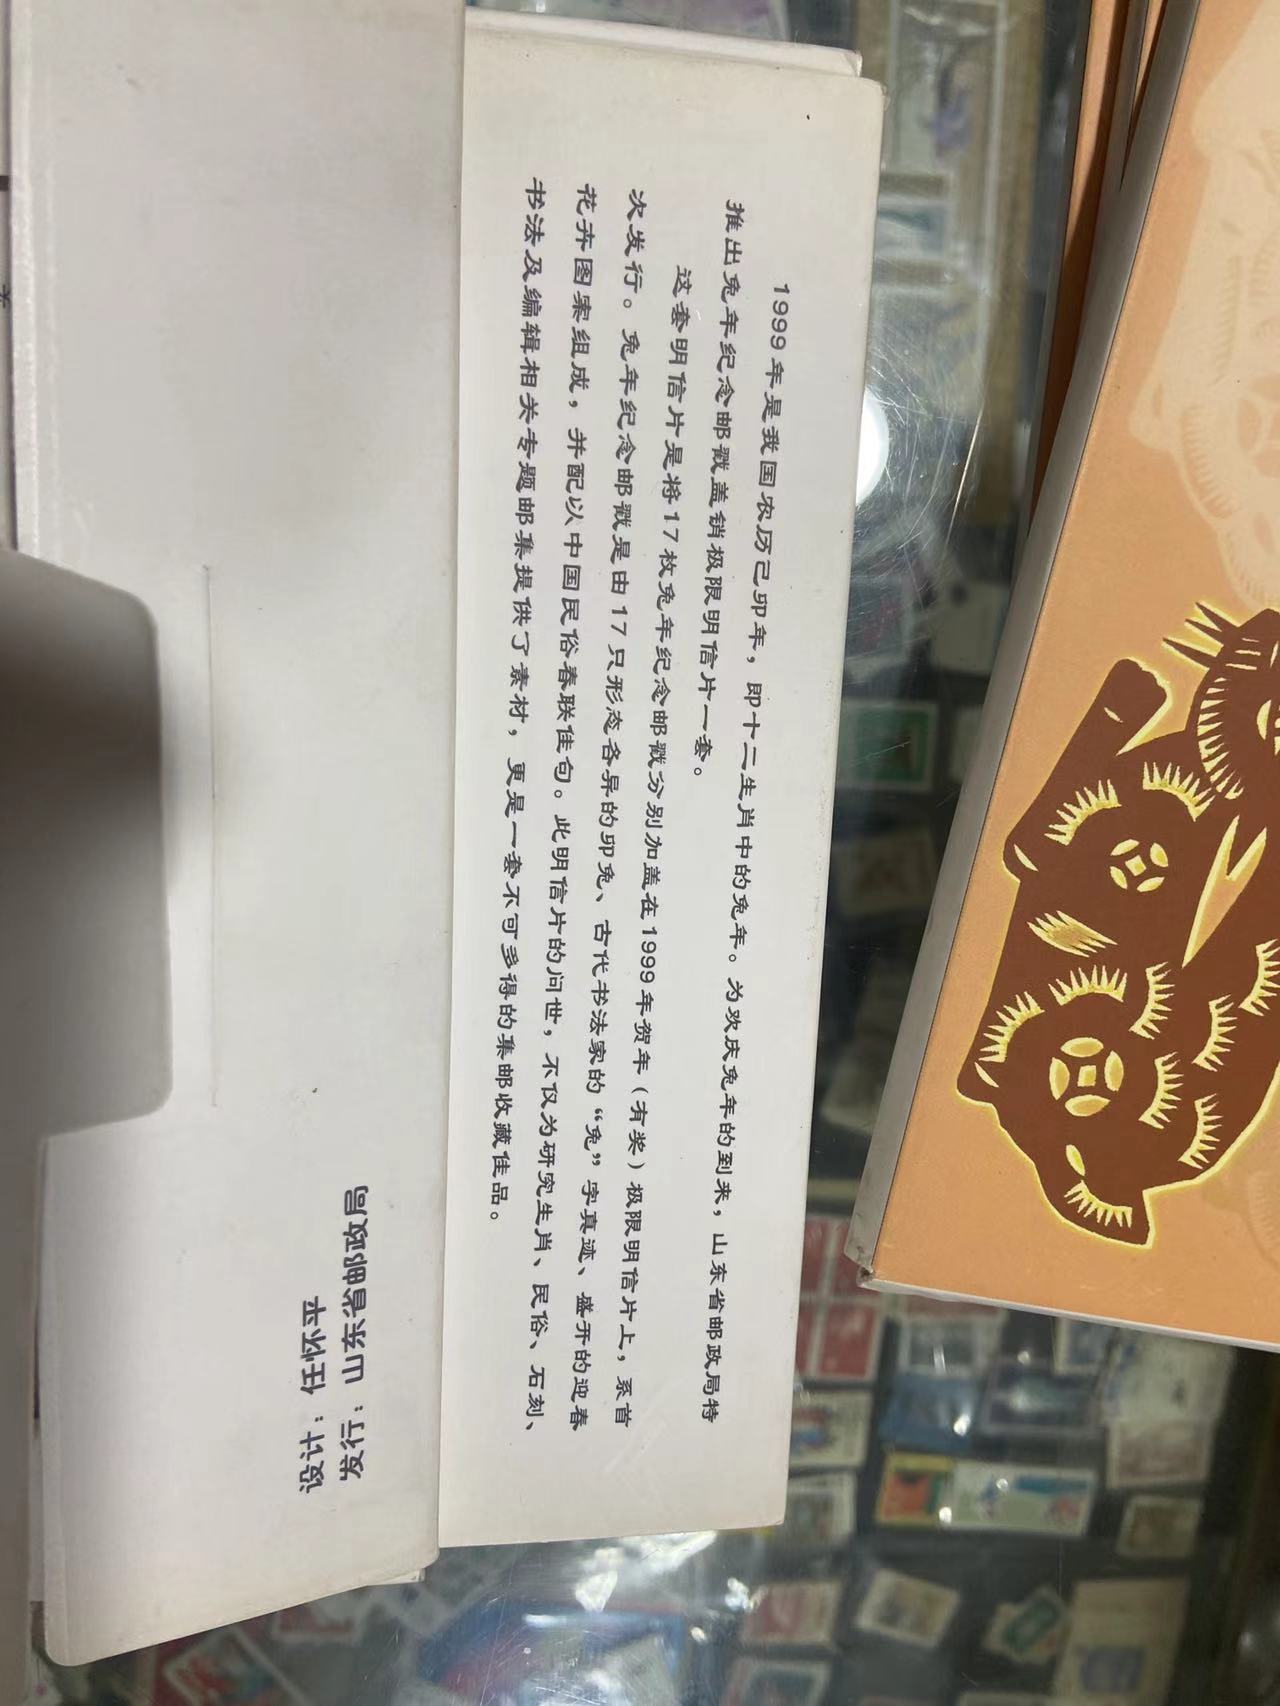 1999年是我国农历己卯年，即十二生肖中的兔年。为欢庆兔年的到来，山东省邮政局特
推出兔年纪念邮戳盖销极限明信片一套。
这套明信片是将17枚兔年纪念邮戳分别加盖在1999年贺年（有奖）极限明信片上，系首
次发行。兔年纪念邮戳是由17只形态各异的卯兔、古代书法家的“兔”字真迹、盛开的迎春
花卉图案组成，并配以中国民俗春联佳句。此明信片的问世，不仅为研究生肖、民俗、石刻、
书法及编辑相关专题邮集提供了素材，更是一套不可多得的集邮收藏佳品。
发行：山东省邮政局
设计：任怀平